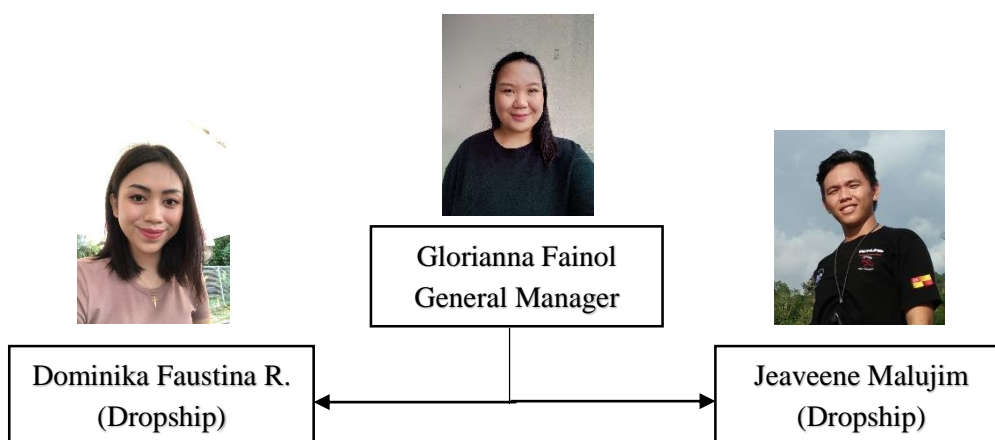 Glorianna Fainol
General Manager
Dominika Faustina R.
(Dropship)
Jeaveene Malujim
(Dropship)